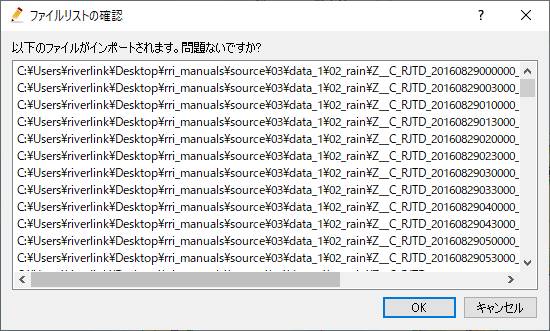 ファイルリストの確認
以下のファイルがインポートされます。問題ないですか?
C:¥Users¥riverlink¥Desktop¥rri_manuals¥source¥03¥data_1¥02_rain¥Z__C_RJTD_20160829000000_
C:¥Users¥riverlink¥Desktop¥rri_manuals¥source¥03¥data_1¥02_rain¥Z__C_RJTD_20160829003000_
C:¥Users¥riverlink¥Desktop¥rri_manuals¥source¥03¥data_1¥02_rain¥Z__C_RJTD_20160829010000_
C:¥Users¥riverlink¥Desktop¥rri_manuals¥source¥03¥data_1¥02_rain¥Z__C_RJTD_20160829013000_
C:¥Users¥riverlink¥Desktop¥rri_manuals¥source¥03¥data_1¥02_rain¥Z__C_RJTD_20160829020000_
C:¥Users¥riverlink¥Desktop¥rri_manuals¥source¥03¥data_1¥02_rain¥Z__C_RJTD_20160829023000_
C:¥Users¥riverlink¥Desktop¥rri_manuals¥source¥03¥data_1¥02_rain¥Z__C_RJTD_20160829030000_
C:¥Users¥riverlink¥Desktop¥rri_manuals¥source¥03¥data_1¥02_rain¥Z__C_RJTD_20160829033000_
C:¥Users¥riverlink¥Desktop¥rri_manuals¥source¥03¥data_1¥02_rain¥Z__C_RJTD_20160829040000_
C:¥Users¥riverlink¥Desktop¥rri_manuals¥source¥03¥data_1¥02_rain¥Z__C_RJTD_20160829043000_
C:¥Users¥riverlink¥Desktop¥rri_manuals¥source¥03¥data_1¥02_rain¥Z__C_RJTD_20160829050000_
C:¥Users¥riverlink¥Desktop¥rri_manuals¥source¥03¥data_1¥02_rain¥Z__C_RJTD_20160829053000_
OK キャンセル